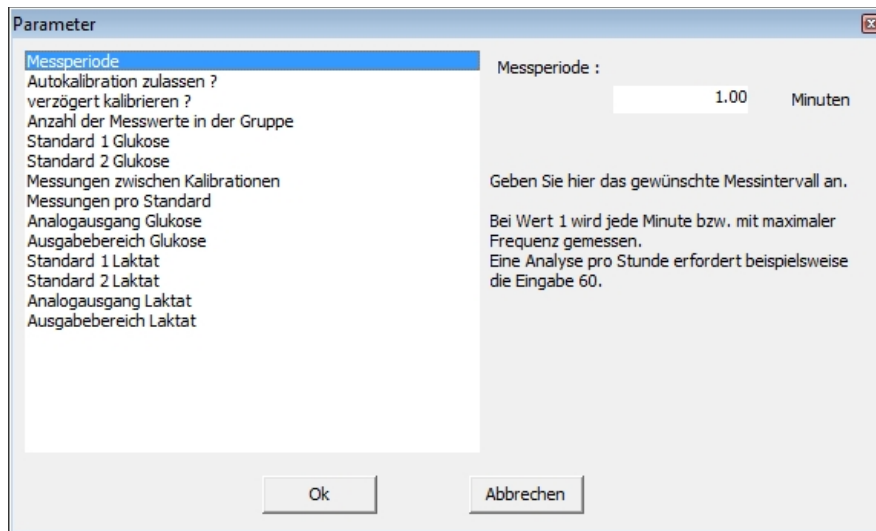 Parameter
Messperiode
Autokalibration zulassen ?
verzögert kalibrieren ?
Anzahl der Messwerte in der Gruppe
Standard 1 Glukose
Standard 2 Glukose
Messungen zwischen Kalibrationen
Messungen pro Standard
Analogausgang Glukose
Ausgabebereich Glukose
Standard 1 Laktat
Standard 2 Laktat
Analogausgang Laktat
Ausgabebereich Laktat
Messperiode :
1.00 Minuten
Geben Sie hier das gewünschte Messintervall an.
Bei Wert 1 wird jede Minute bzw. mit maximaler
Frequenz gemessen.
Eine Analyse pro Stunde erfordert beispielsweise
die Eingabe 60.
Ok
Abbrechen